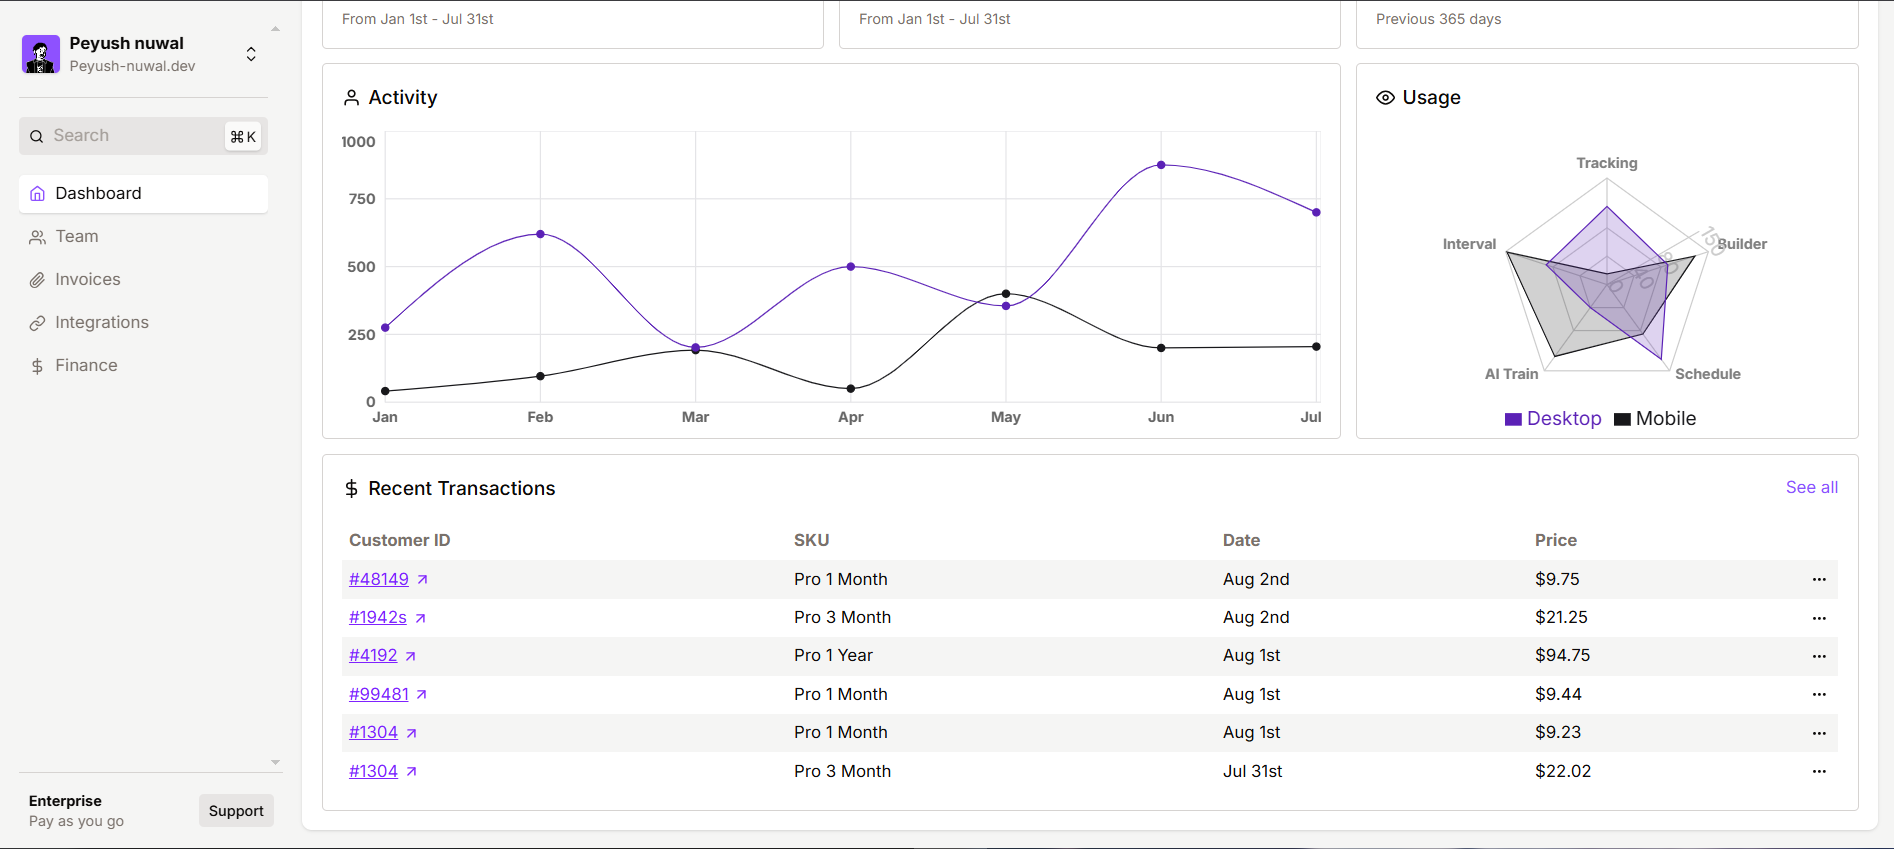 Peyush nuwal
Peyush-nuwal.dev
Search ⌘ K
Dashboard
Team
Invoices
Integrations
Finance
Enterprise
Pay as you go
Support
From Jan 1st - Jul 31st
From Jan 1st - Jul 31st
Previous 365 days
Activity
1000
750
500
250
0
Jan Feb Mar Apr May Jun Jul
Usage
Tracking
Builder
Schedule
AI Train
Interval
0 40 80 150
Desktop Mobile
$ Recent Transactions See all
Customer ID SKU Date Price
#48149 Pro 1 Month Aug 2nd $9.75
#1942s Pro 3 Month Aug 2nd $21.25
#4192 Pro 1 Year Aug 1st $94.75
#99481 Pro 1 Month Aug 1st $9.44
#1304 Pro 1 Month Aug 1st $9.23
#1304 Pro 3 Month Jul 31st $22.02